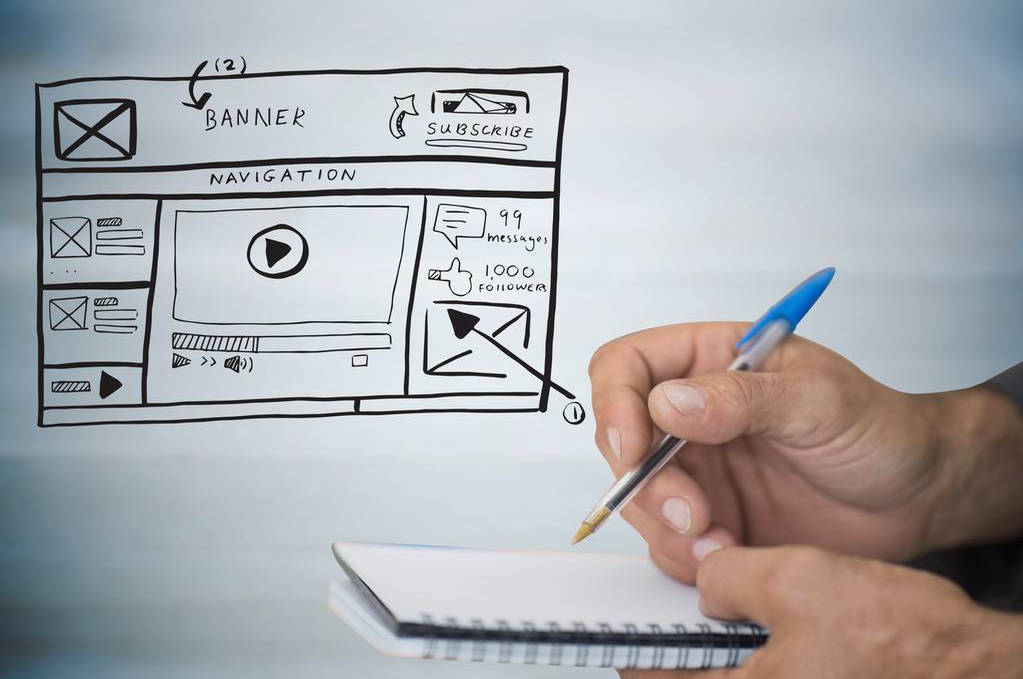 (2)
BANNER
SUBSCRIBE
NAVIGATION
99
messages
1,000
FOLLOWERS
1